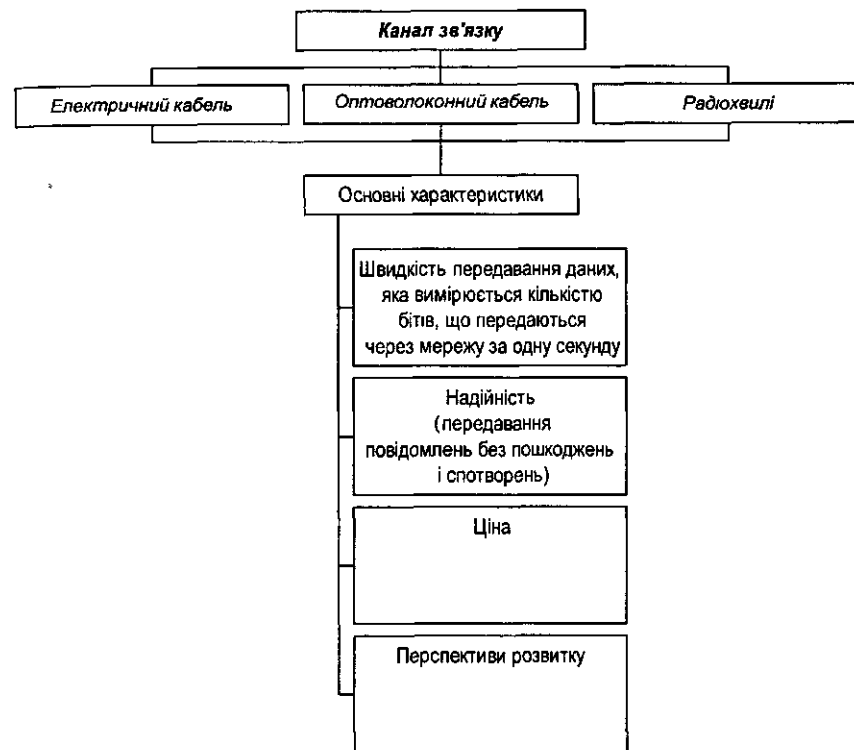 Канал зв'язку
Електричний кабель
Оптоволоконний кабель
Радіохвилі
Основні характеристики
Швидкість передавання даних,
яка вимірюється кількістю
бітів, що передаються
через мережу за одну секунду
Надійність
(передавання
повідомлень без пошкоджень
і спотворень)
Ціна
Перспективи розвитку